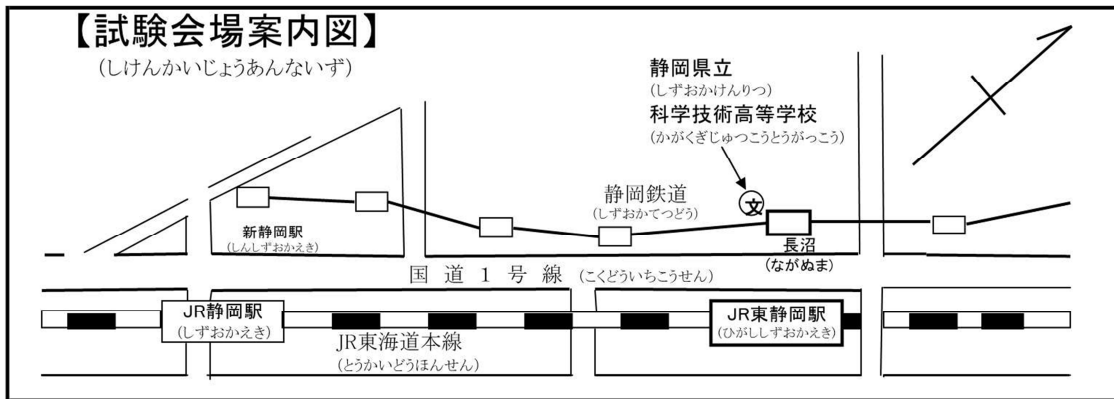 【試験会場案内図】
(しけんかいじょうあんないず)
静岡県立
(しずおかけんりつ)
科学技術高等学校
(かがくぎじゅつこうとうがっこう)
文
静岡鉄道
(しずおかてつどう)
新静岡駅
(しんしずおかえき)
長沼
(ながぬま)
国道1号線(こくどういちこうせん)
JR静岡駅
(しずおかえき)
JR東静岡駅
(ひがししずおかえき)
JR東海道本線
(とうかいどうほんせん)